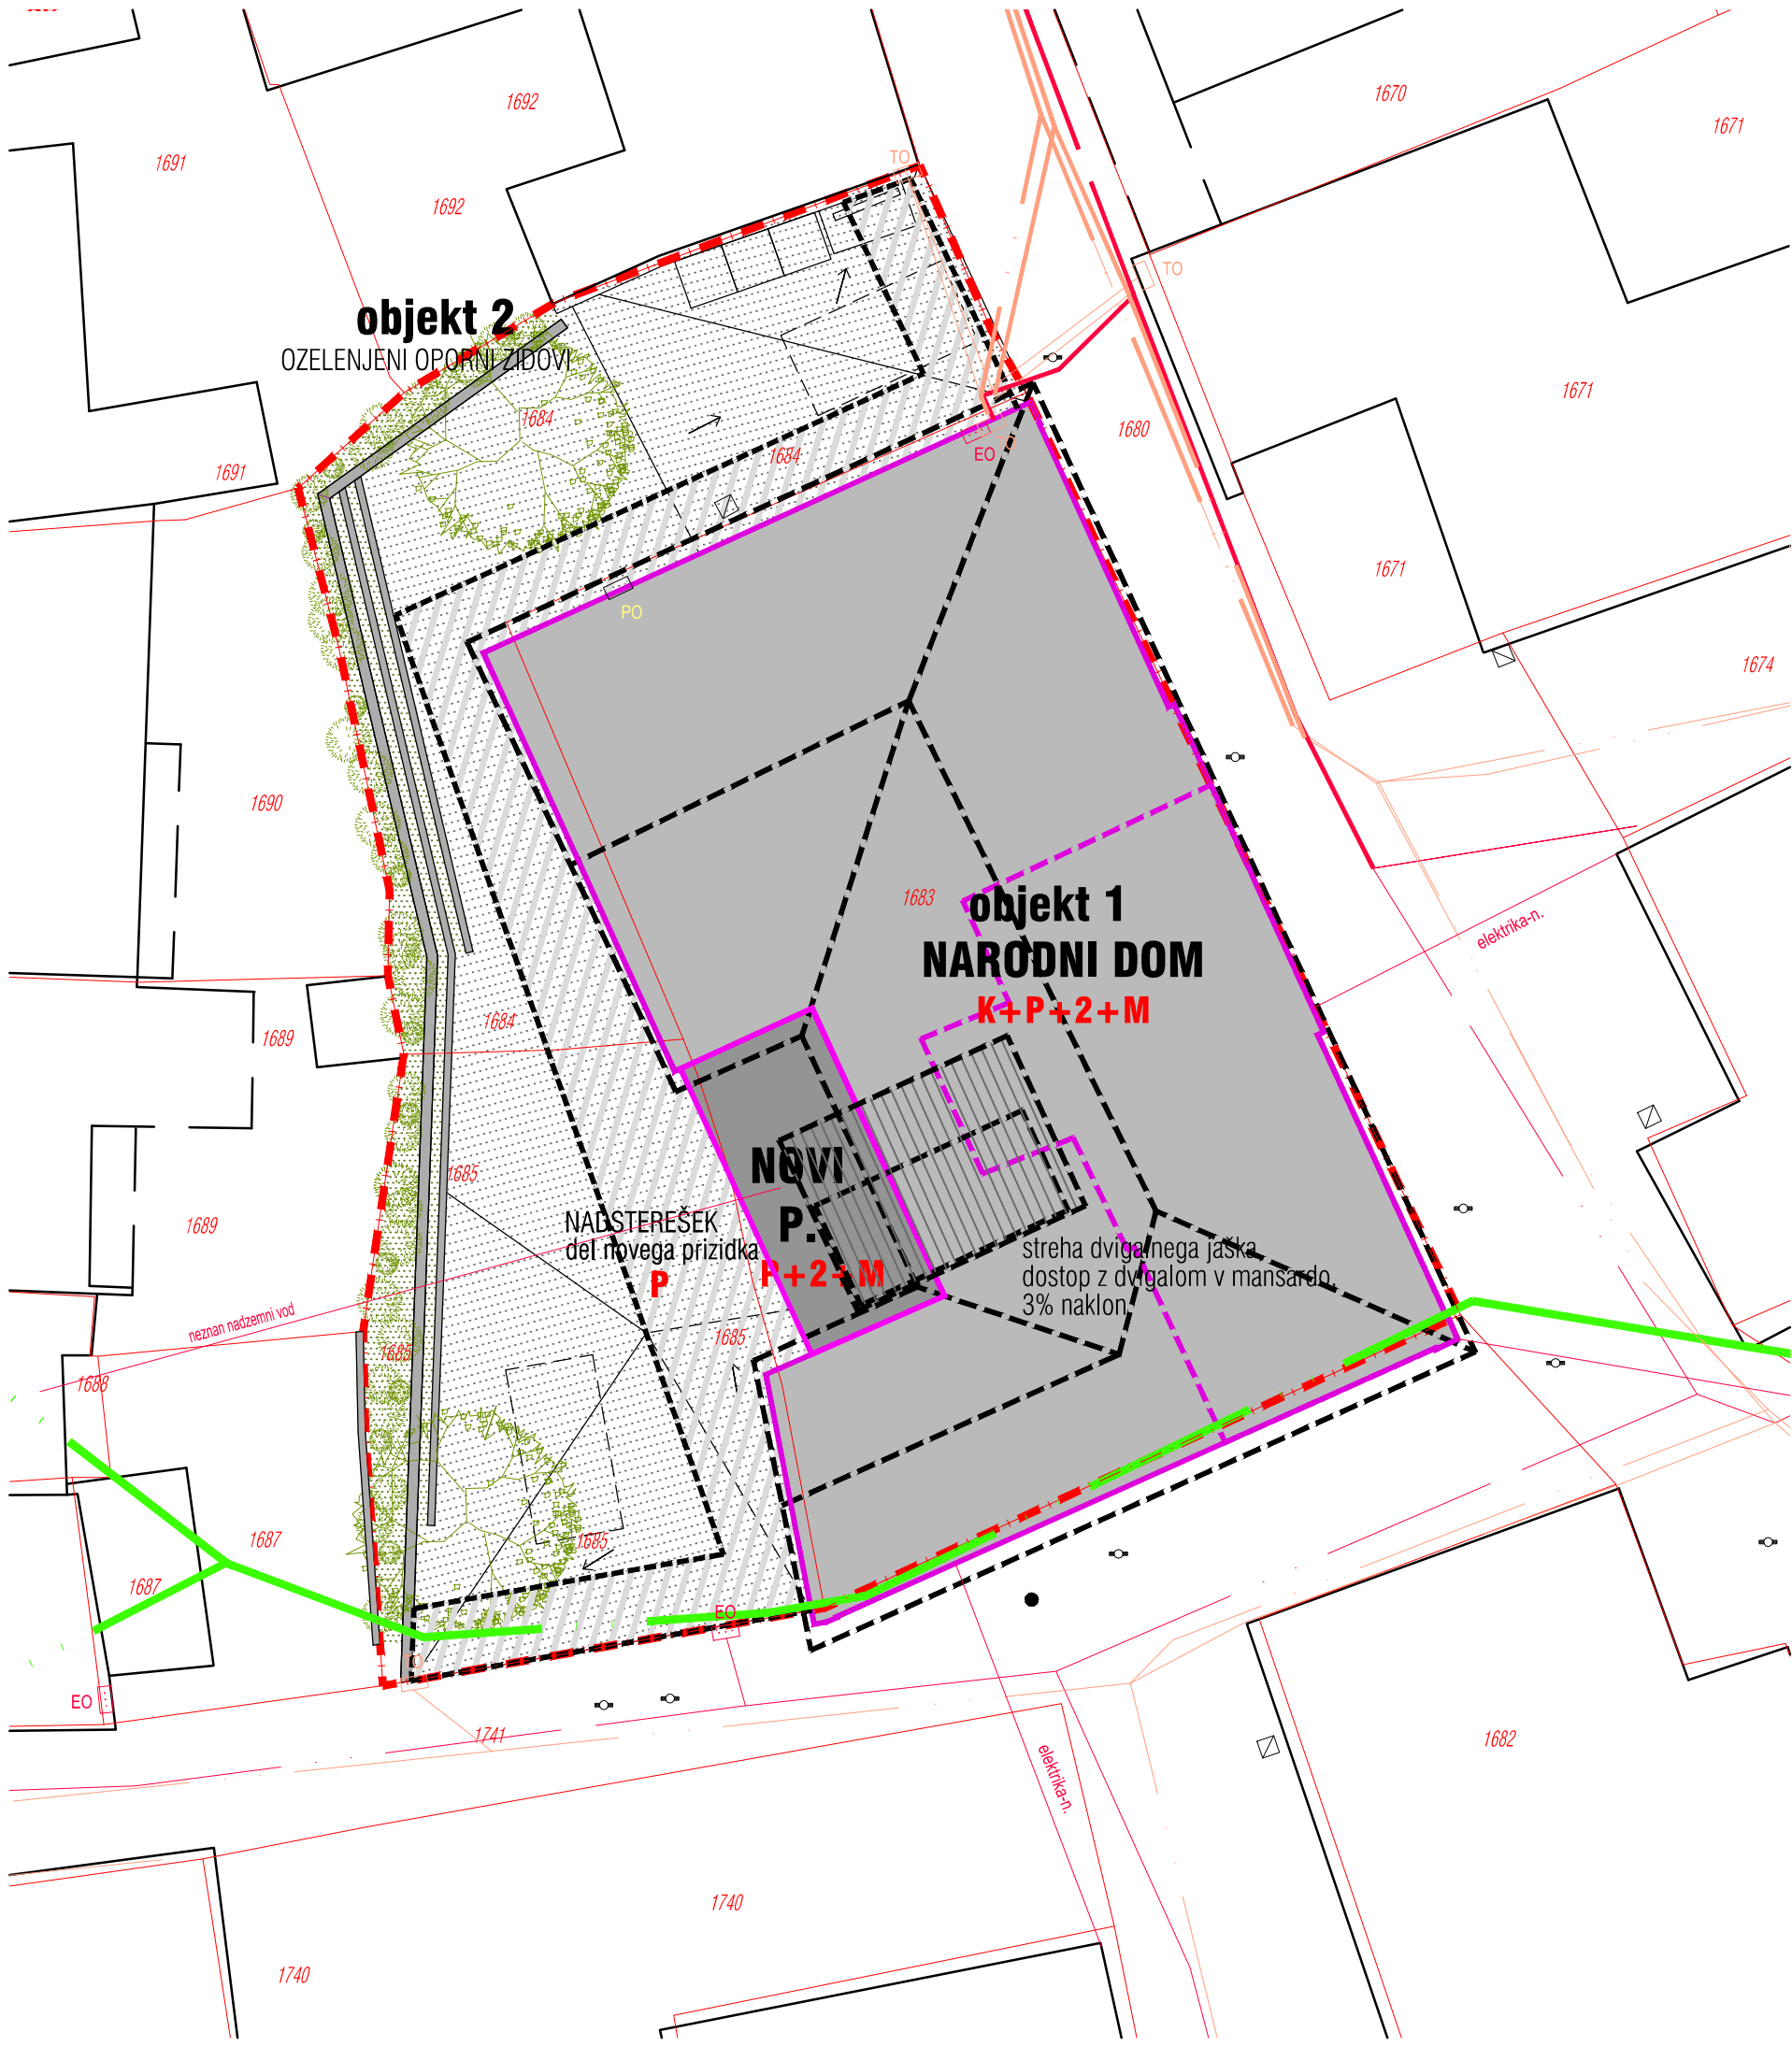 1692
1670
1671
1691
TO
1692
TO
objekt 2
OZELENJENI OPORNI ZIDOVI
1671
1684
1680
1684
EO
1691
TO
1671
PO
1674
1690
1683
objekt 1
NARODNI DOM
elektrika-n.
K+P+2+M
1684
1689
NOVI
1685
NADSTEREŠEK
P.
1689
del novega prizidka
streha dvigalnega jaška
P
P+2+M
dostop z dvigalom v mansardo,
3% naklon
neznan nadzemni vod
1685
1685
1688
1687
1685
1687
EO
EO
1741
elektrika-n.
1682
1740
1740